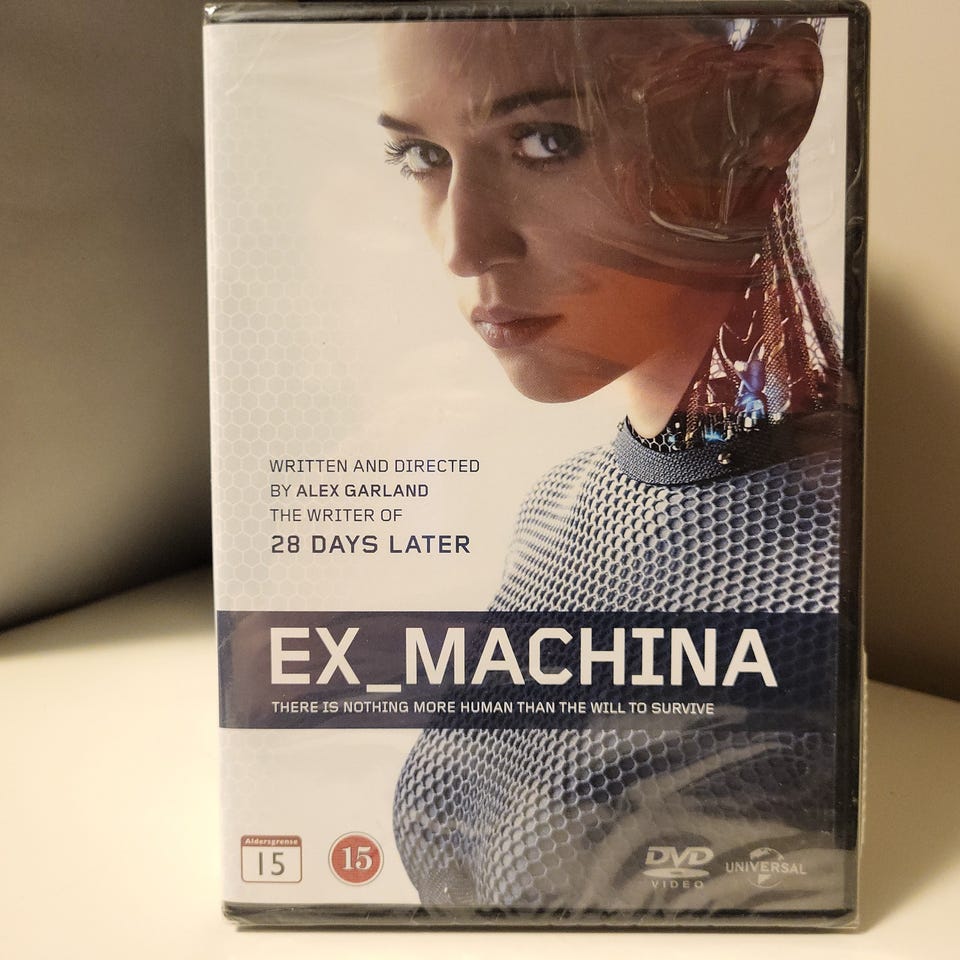 WRITTEN AND DIRECTED
BY ALEX GARLAND
THE WRITER OF
28 DAYS LATER
EX_MACHINA
THERE IS NOTHING MORE HUMAN THAN THE WILL TO SURVIVE
Aldersgrense
15
15
DVD
VIDEO
UNIVERSAL